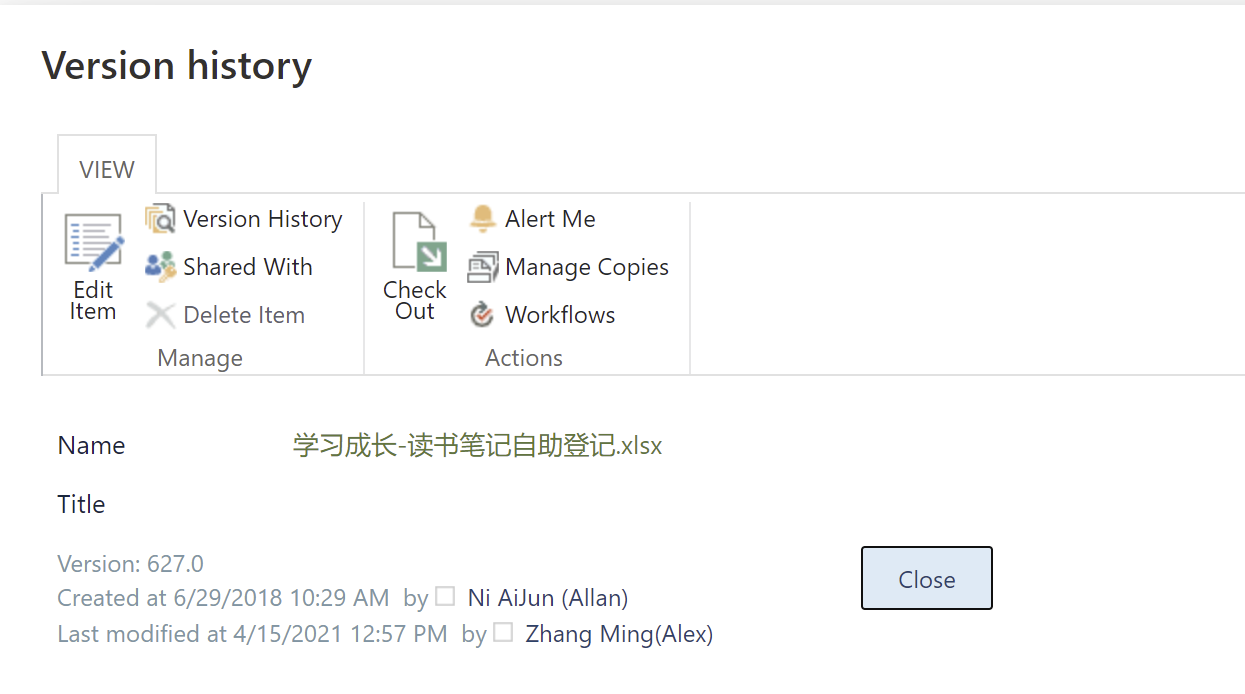 Version history
VIEW
Edit
Item
Version History
Shared With
Delete Item
Manage
Check
Out
Alert Me
Manage Copies
Workflows
Actions
Name 学习成长-读书笔记自助登记.xlsx
Title
Version: 627.0
Created at 6/29/2018 10:29 AM by Ni AiJun (Allan)
Last modified at 4/15/2021 12:57 PM by Zhang Ming(Alex)
Close